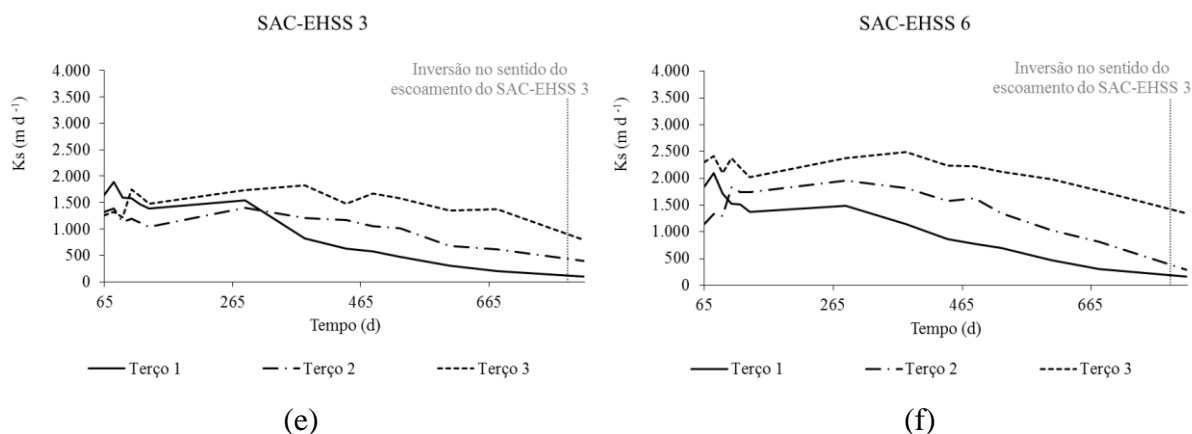 SAC-EHSS 3
Inversão no sentido do
escoamento do SAC-EHSS 3
Ks (m d -1)
4.000
3.500
3.000
2.500
2.000
1.500
1.000
500
0
65
265
465
665
Tempo (d)
Terço 1
Terço 2
Terço 3
(e)
SAC-EHSS 6
Inversão no sentido do
escoamento do SAC-EHSS 3
Ks (m d -1)
4.000
3.500
3.000
2.500
2.000
1.500
1.000
500
0
65
265
465
665
Tempo (d)
Terço 1
Terço 2
Terço 3
(f)